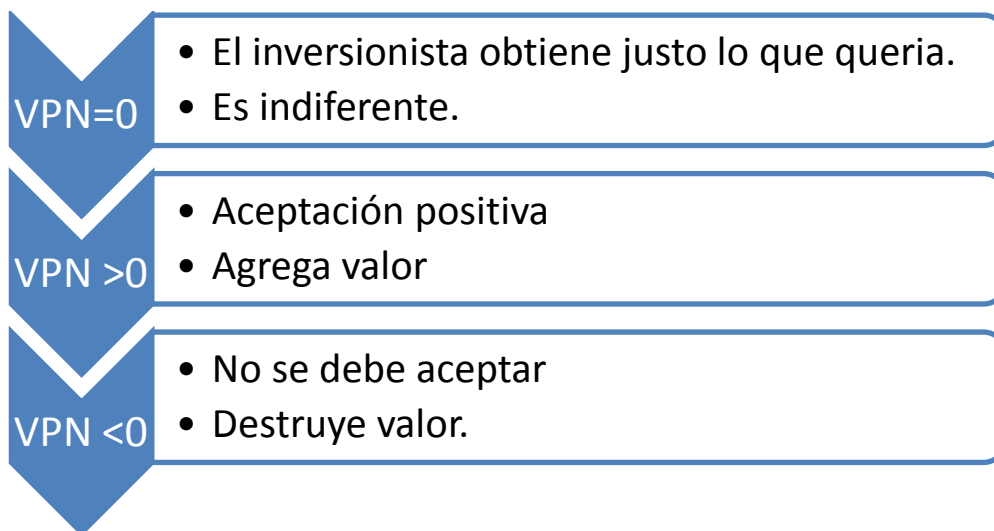 VPN=0
• El inversionista obtiene justo lo que queria.
• Es indiferente.
VPN >0
• Aceptación positiva
• Agrega valor
VPN <0
• No se debe aceptar
• Destruye valor.